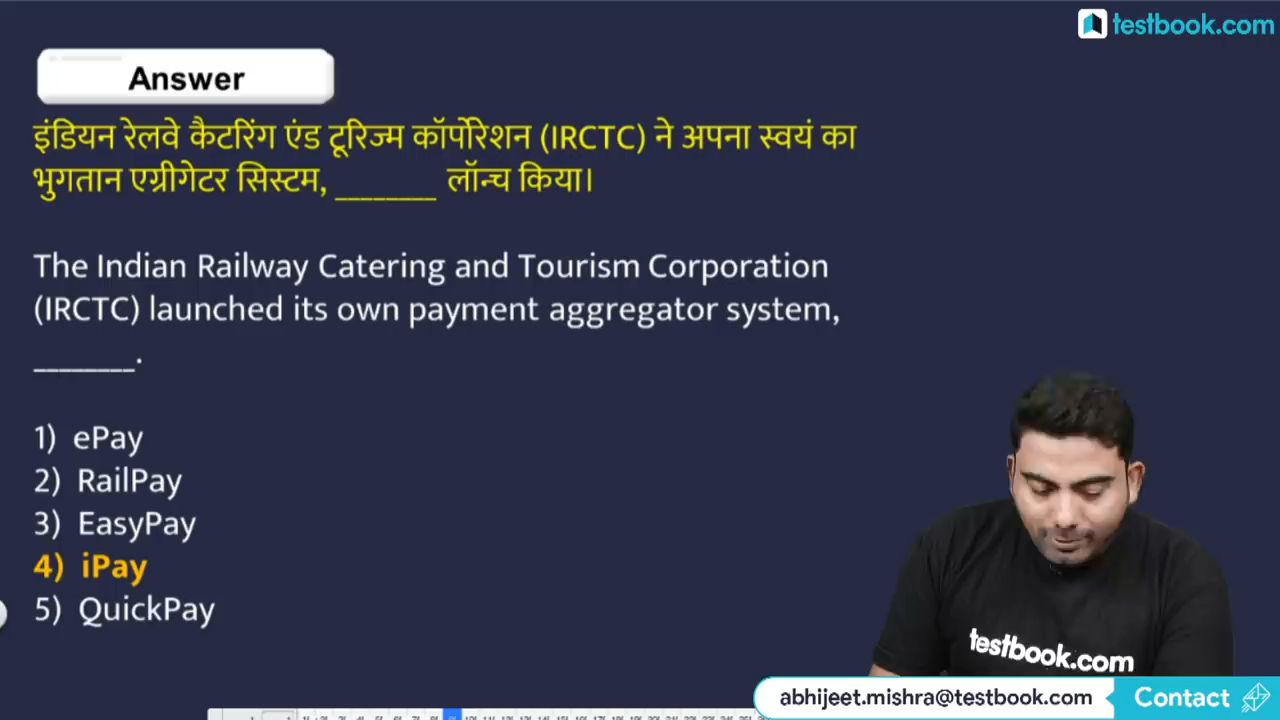 testbook.com
Answer
इंडियन रेलवे कैटरिंग एंड टूरिज्म कॉर्पोरेशन (IRCTC) ने अपना स्वयं का
भुगतान एग्रीगेटर सिस्टम, ________ लॉन्च किया।
The Indian Railway Catering and Tourism Corporation
(IRCTC) launched its own payment aggregator system,
________.
1) ePay
2) RailPay
3) EasyPay
4) iPay
5) QuickPay
testbook.com
abhijeet.mishra@testbook.com Contact